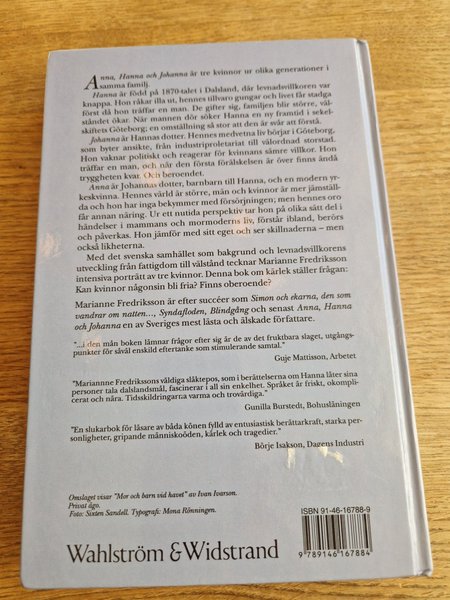 Anna, Hanna och Johanna är tre kvinnor ur olika generationer i
samma familj.
Hanna är född på 1870-talet i Dalsland, där levnadsvillkoren var
knappa. Hon råkar illa ut, hennes tillvaro gungar och livet får stadga
först då hon träffar en man. De gifter sig, familjen blir större, väl-
ståndet ökar. När mannen dör söker Hanna en ny framtid i sekel-
skiftets Göteborg; en omställning så stor att den är svår att förstå.
Johanna är Hannas dotter. Hennes medvetna liv börjar i Göteborg,
som byter ansikte, från industriproletariat till välordnad storstad.
Hon vaknar politiskt och reagerar för kvinnans sämre villkor. Hon
träffar en man, och när den första förälskelsen är över finns ändå
tryggheten kvar. Och beroendet.
Anna är Johannas dotter, barnbarn till Hanna, och en modern yr-
keskvinna. Hennes värld är större, man och kvinnor är mer jämställ-
da och hon har inga bekymmer med försörjningen; men hennes oro
får annan näring. Ur ett nutida perspektiv tar hon på olika sätt del i
händelser i mammans och mormoderns liv, förstår ibland, berörs
och påverkas. Hon jämför med sitt eget och ser skillnaderna – men
också likheterna.
Med det svenska samhället som bakgrund och levnadsvillkorens
utveckling från fattigdom till välstånd tecknar Marianne Fredriksson
intensiva porträtt av tre kvinnor. Denna bok om kärlek ställer frågan:
Kan kvinnor någonsin bli fria? Finns oberoende?
Marianne Fredriksson är efter succéer som Simon och ekarna, den som
vandrar om natten..., Syndafloden, Blindgång och senast Anna, Hanna
och Johanna en av Sveriges mest lästa och älskade författare.
"...i den mån boken lämnar frågor efter sig är de av det fruktbara slaget, utgångs-
punkter för såväl enskild eftertanke som stimulerande samtal."
Guje Mattisson, Arbetet
"Mariannne Fredrikssons väldiga släktepos, som i berättelserna om Hanna låter sina
personer tala dalslandsmål, fascinerar i all sin enkelhet. Språket är friskt, okompli-
cerat och nära. Tidsskildringarna varma och trovärdiga."
Gunilla Burstedt, Bohusläningen
"En slukarbok för läsare av båda könen fylld av entusiastisk berättarkraft, starka per-
sonligheter, gripande människoöden, kärlek och tragedier."
Börje Isakson, Dagens Industri
Omslaget visar "Mor och barn vid havet" av Ivan Ivarson.
Privat ägo.
Foto: Sixten Sandell. Typografi: Mona Rönningen.
ISBN 91-46-16788-9
Wahlström & Widstrand
9 789146 167884